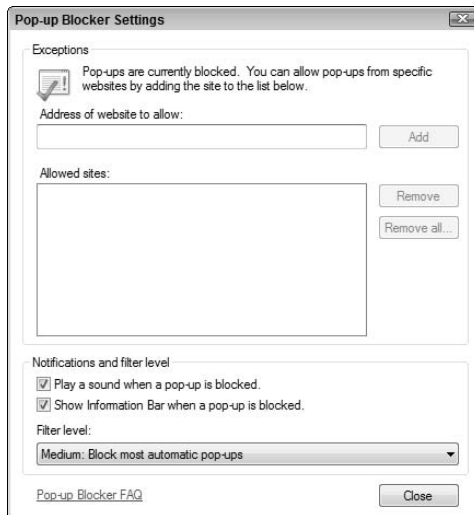 Pop-up Blocker Settings
Exceptions
Pop-ups are currently blocked. You can allow pop-ups from specific
websites by adding the site to the list below.
Address of website to allow:
Add
Allowed sites:
Remove
Remove all...
Notifications and filter level
Play a sound when a pop-up is blocked.
Show Information Bar when a pop-up is blocked.
Filter level:
Medium: Block most automatic pop-ups
Pop-up Blocker FAQ
Close